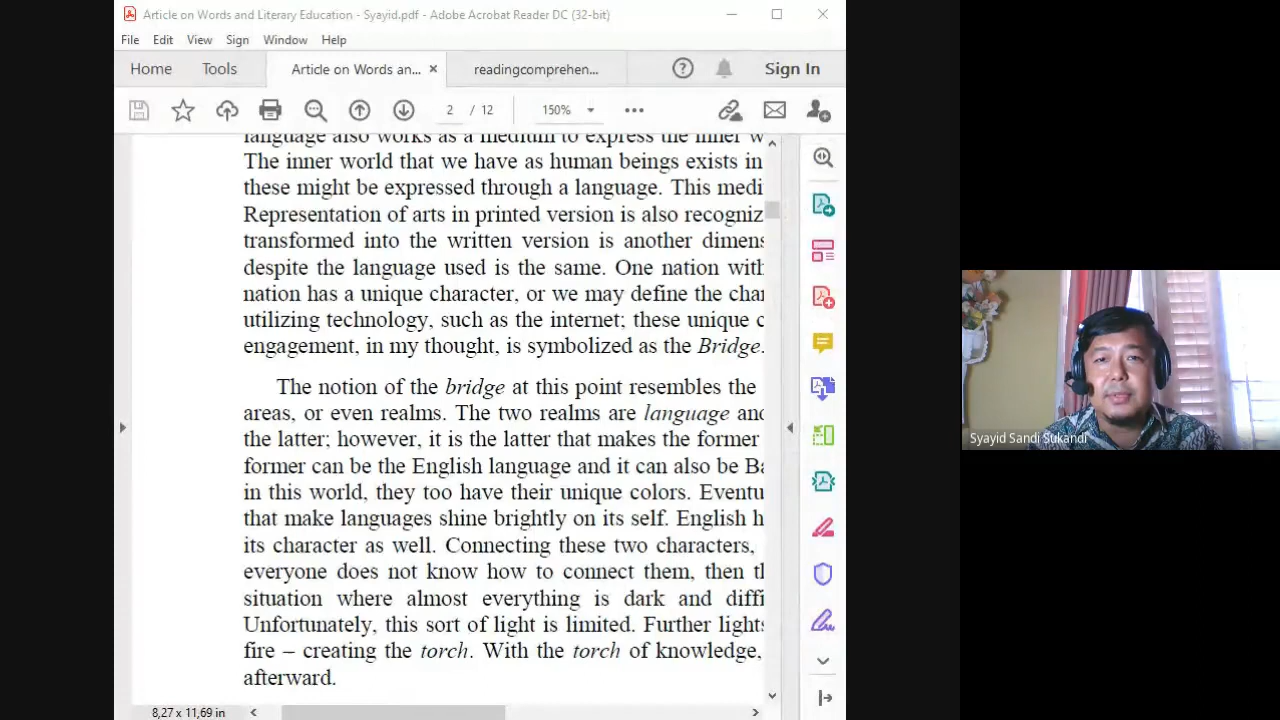 Article on Words and Literary Education - Syayid.pdf - Adobe Acrobat Reader DC (32-bit)
File Edit View Sign Window Help
Home Tools Article on Words an... × readingcomprehen... Sign In
2 / 12 150%
language also works as a medium to express the inner w
The inner world that we have as human beings exists in
these might be expressed through a language. This medi
Representation of arts in printed version is also recogniz
transformed into the written version is another dimens
despite the language used is the same. One nation with
nation has a unique character, or we may define the char
utilizing technology, such as the internet; these unique c
engagement, in my thought, is symbolized as the Bridge.
The notion of the bridge at this point resembles the
areas, or even realms. The two realms are language and
the latter; however, it is the latter that makes the former
former can be the English language and it can also be Ba
in this world, they too have their unique colors. Eventu
that make languages shine brightly on its self. English h
its character as well. Connecting these two characters,
everyone does not know how to connect them, then th
situation where almost everything is dark and diffi
Unfortunately, this sort of light is limited. Further lights
fire – creating the torch. With the torch of knowledge,
afterward.
8,27 x 11,69 in
Syayid Sandi Sukandi